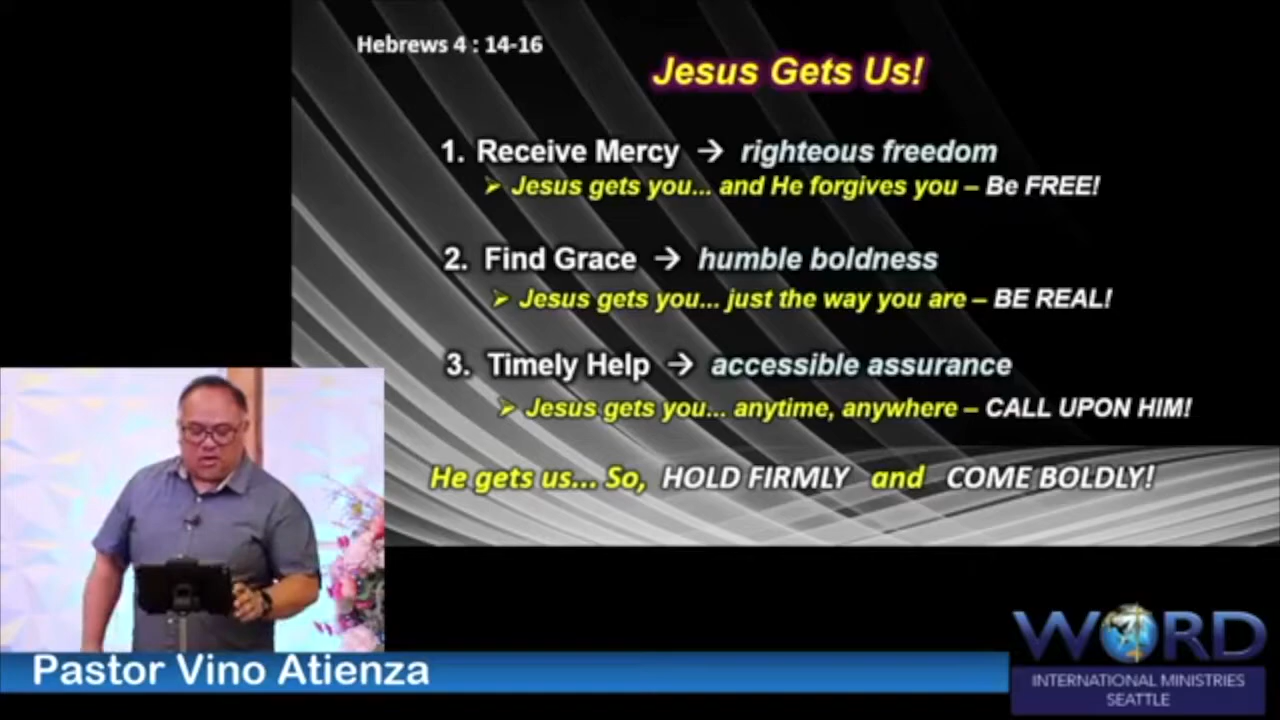 Hebrews 4 : 14-16
Jesus Gets Us!
1. Receive Mercy → righteous freedom
➢ Jesus gets you... and He forgives you – Be FREE!
2. Find Grace → humble boldness
➢ Jesus gets you... just the way you are – BE REAL!
3. Timely Help → accessible assurance
➢ Jesus gets you... anytime, anywhere – CALL UPON HIM!
He gets us... So, HOLD FIRMLY and COME BOLDLY!
Pastor Vino Atienza
WORD
INTERNATIONAL MINISTRIES
SEATTLE